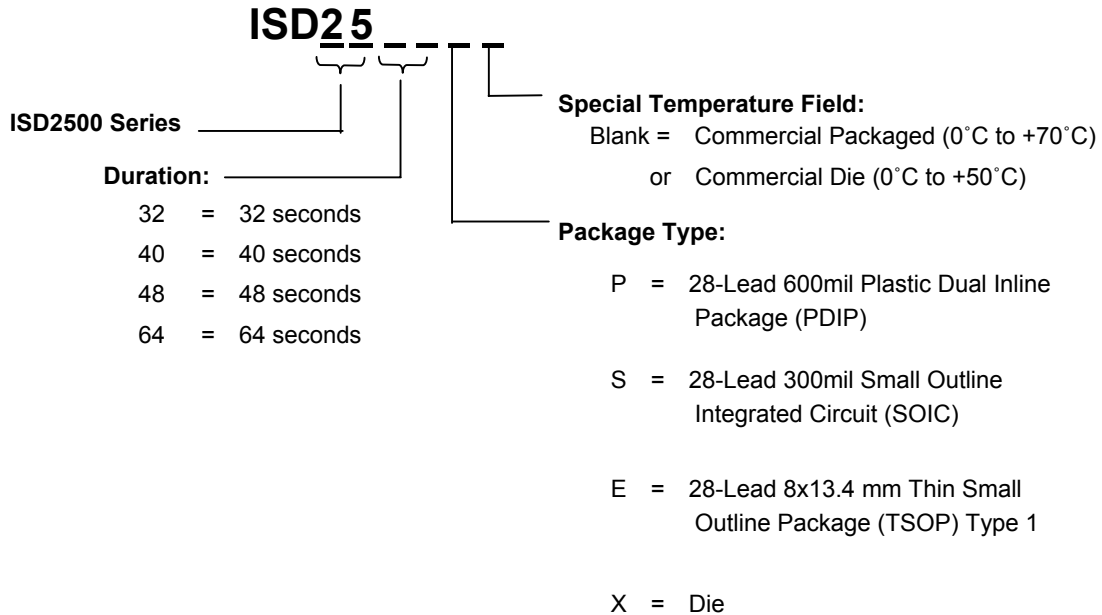 ISD25
ISD2500 Series
Duration:
32 = 32 seconds
40 = 40 seconds
48 = 48 seconds
64 = 64 seconds
Special Temperature Field:
Blank = Commercial Packaged (0˚C to +70˚C)
or Commercial Die (0˚C to +50˚C)
Package Type:
P = 28-Lead 600mil Plastic Dual Inline
Package (PDIP)
S = 28-Lead 300mil Small Outline
Integrated Circuit (SOIC)
E = 28-Lead 8x13.4 mm Thin Small
Outline Package (TSOP) Type 1
X = Die